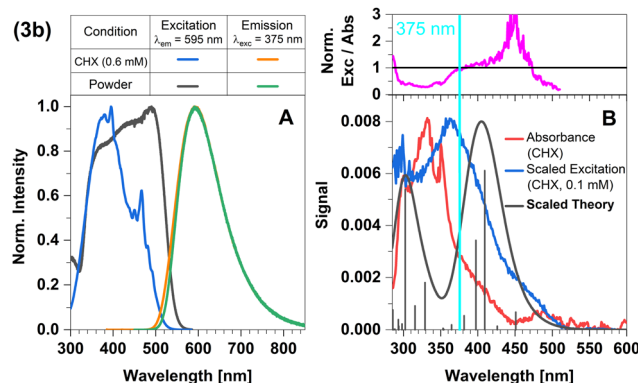 (3b)
Condition Excitation Emission
λem = 595 nm λexc = 375 nm
CHX (0.6 mM)
Powder
A
1.0
0.8
0.6
0.4
0.2
0.0
Norm. Intensity
300 400 500 600 700 800
Wavelength [nm]
375 nm
3
2
1
0
Norm.
Exc / Abs
B
Absorbance
(CHX)
Scaled Excitation
(CHX, 0.1 mM)
Scaled Theory
0.008
0.006
0.004
0.002
0.000
Signal
300 350 400 450 500 550 600
Wavelength [nm]